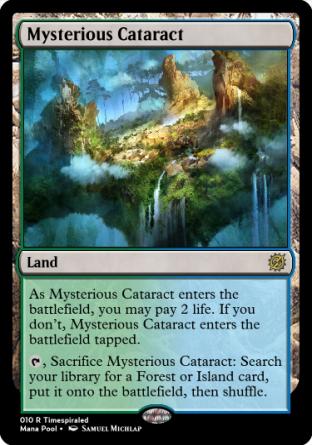 Mysterious Cataract
Land
As Mysterious Cataract enters the
battlefield, you may pay 2 life. If you
don't, Mysterious Cataract enters the
battlefield tapped.
, Sacrifice Mysterious Cataract: Search
your library for a Forest or Island card,
put it onto the battlefield, then shuffle.
010 R Timespiraled
Mana Pool • Samuel Michlap